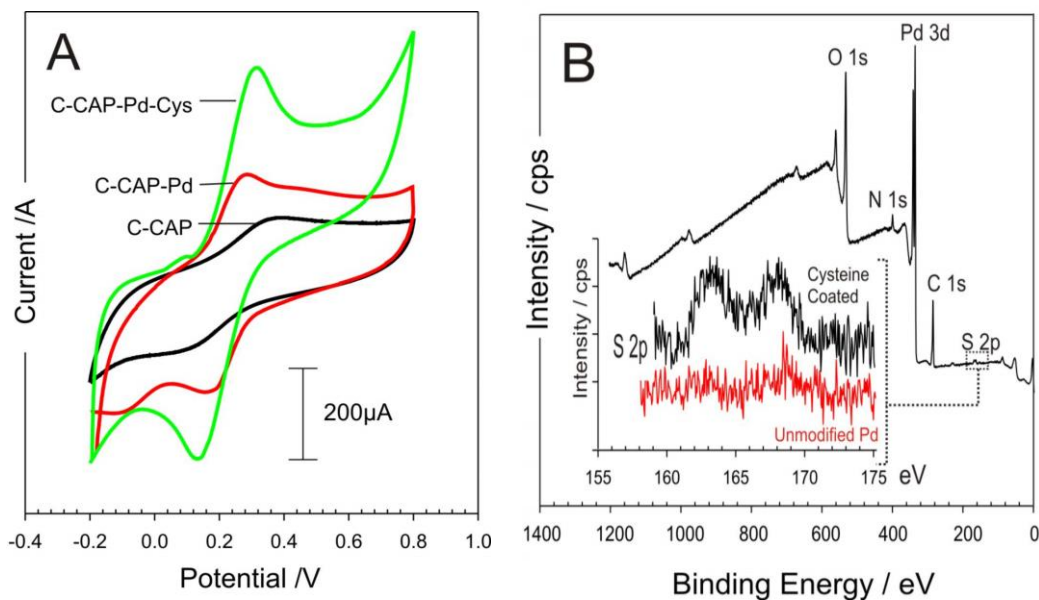 A
C-CAP-Pd-Cys
C-CAP-Pd
C-CAP
200µA
Current /A
-0.4 -0.2 0.0 0.2 0.4 0.6 0.8 1.0
Potential /V
B
Pd 3d
O 1s
N 1s
C 1s
S 2p
Intensity / cps
Intensity / cps
Cysteine
Coated
S 2p
Unmodified Pd
155 160 165 170 175 eV
1400 1200 1000 800 600 400 200 0
Binding Energy / eV